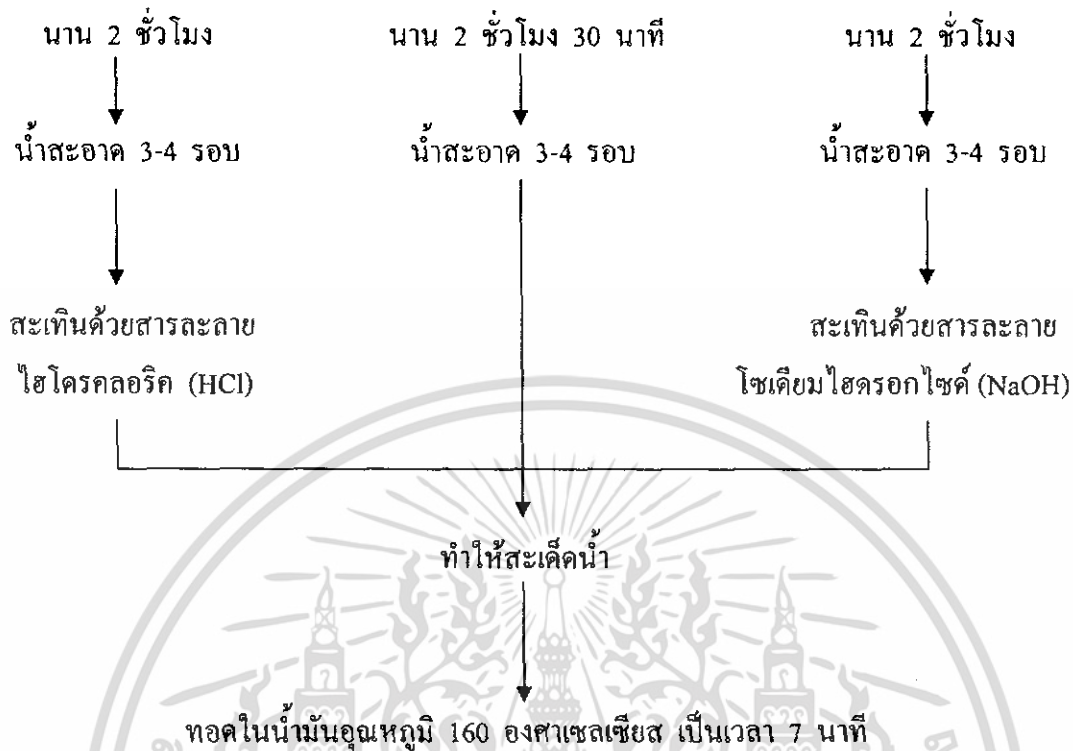 นาน 2 ชั่วโมง นาน 2 ชั่วโมง 30 นาที นาน 2 ชั่วโมง
น้ำสะอาด 3-4 รอบ น้ำสะอาด 3-4 รอบ น้ำสะอาด 3-4 รอบ
สะเทินด้วยสารละลาย สะเทินด้วยสารละลาย
ไฮโดรคลอริค (HCl) โซเดียมไฮดรอกไซค์ (NaOH)
ทำให้สะเด็ดน้ำ
ทอดในน้ำมันอุณหภูมิ 160 องศาเซลเซียส เป็นเวลา 7 นาที